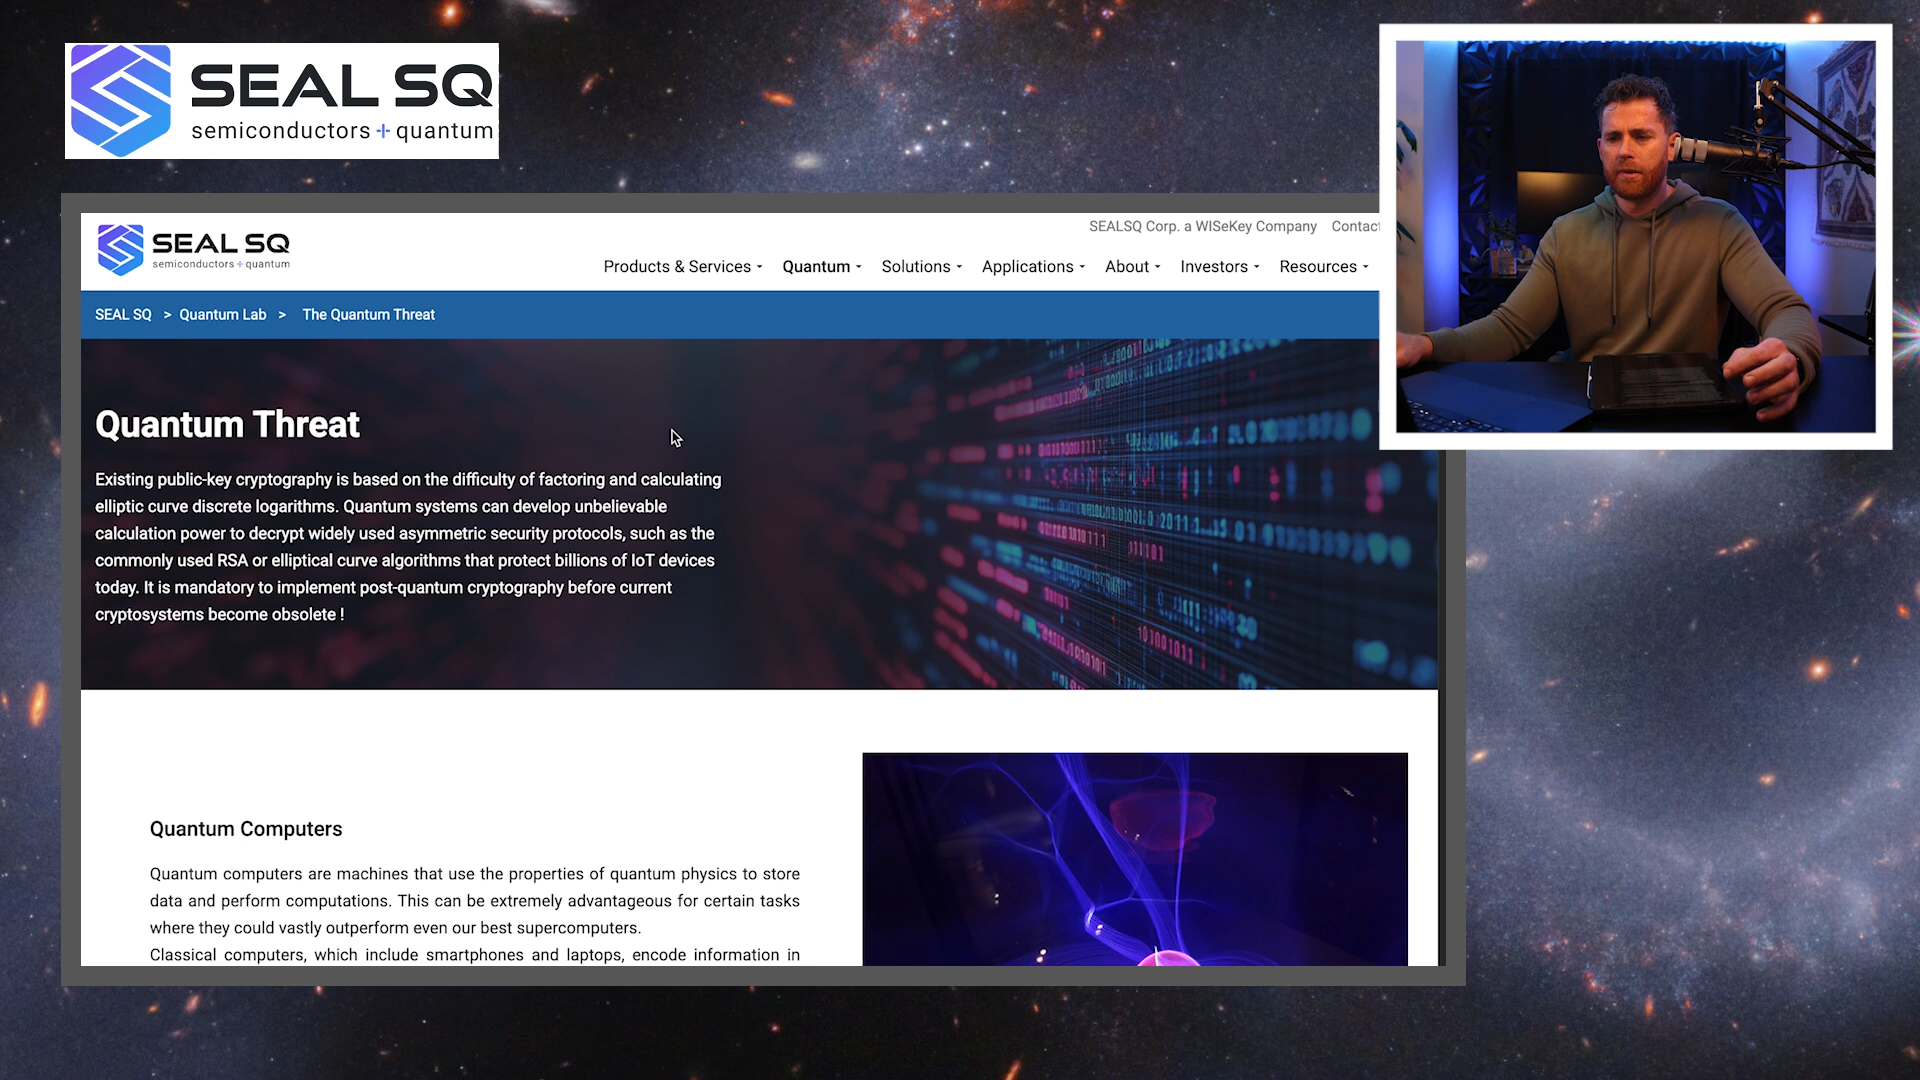 SEAL SQ
semiconductors + quantum
SEALSQ Corp. a WISeKey Company Contact
SEAL SQ
semiconductors + quantum
Products & Services Quantum Solutions Applications About Investors Resources
SEAL SQ > Quantum Lab > The Quantum Threat
Quantum Threat
Existing public-key cryptography is based on the difficulty of factoring and calculating
elliptic curve discrete logarithms. Quantum systems can develop unbelievable
calculation power to decrypt widely used asymmetric security protocols, such as the
commonly used RSA or elliptical curve algorithms that protect billions of IoT devices
today. It is mandatory to implement post-quantum cryptography before current
cryptosystems become obsolete !
Quantum Computers
Quantum computers are machines that use the properties of quantum physics to store
data and perform computations. This can be extremely advantageous for certain tasks
where they could vastly outperform even our best supercomputers.
Classical computers, which include smartphones and laptops, encode information in